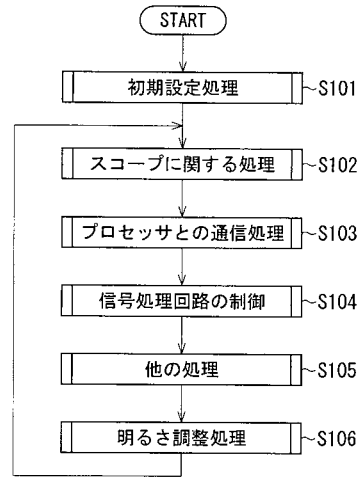 START
初期設定処理
S101
スコープに関する処理
S102
プロセッサとの通信処理
S103
信号処理回路の制御
S104
他の処理
S105
明るさ調整処理
S106